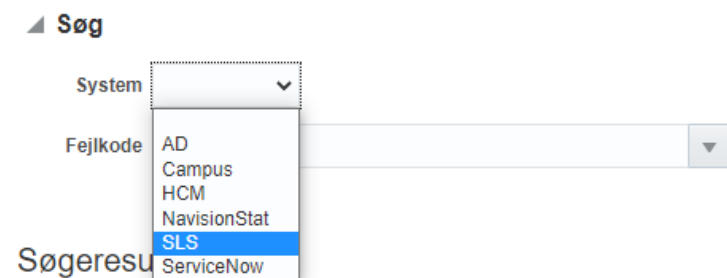 Søg
System
Fejlkode
AD
Campus
HCM
NavisionStat
SLS
ServiceNow
Søgeresu